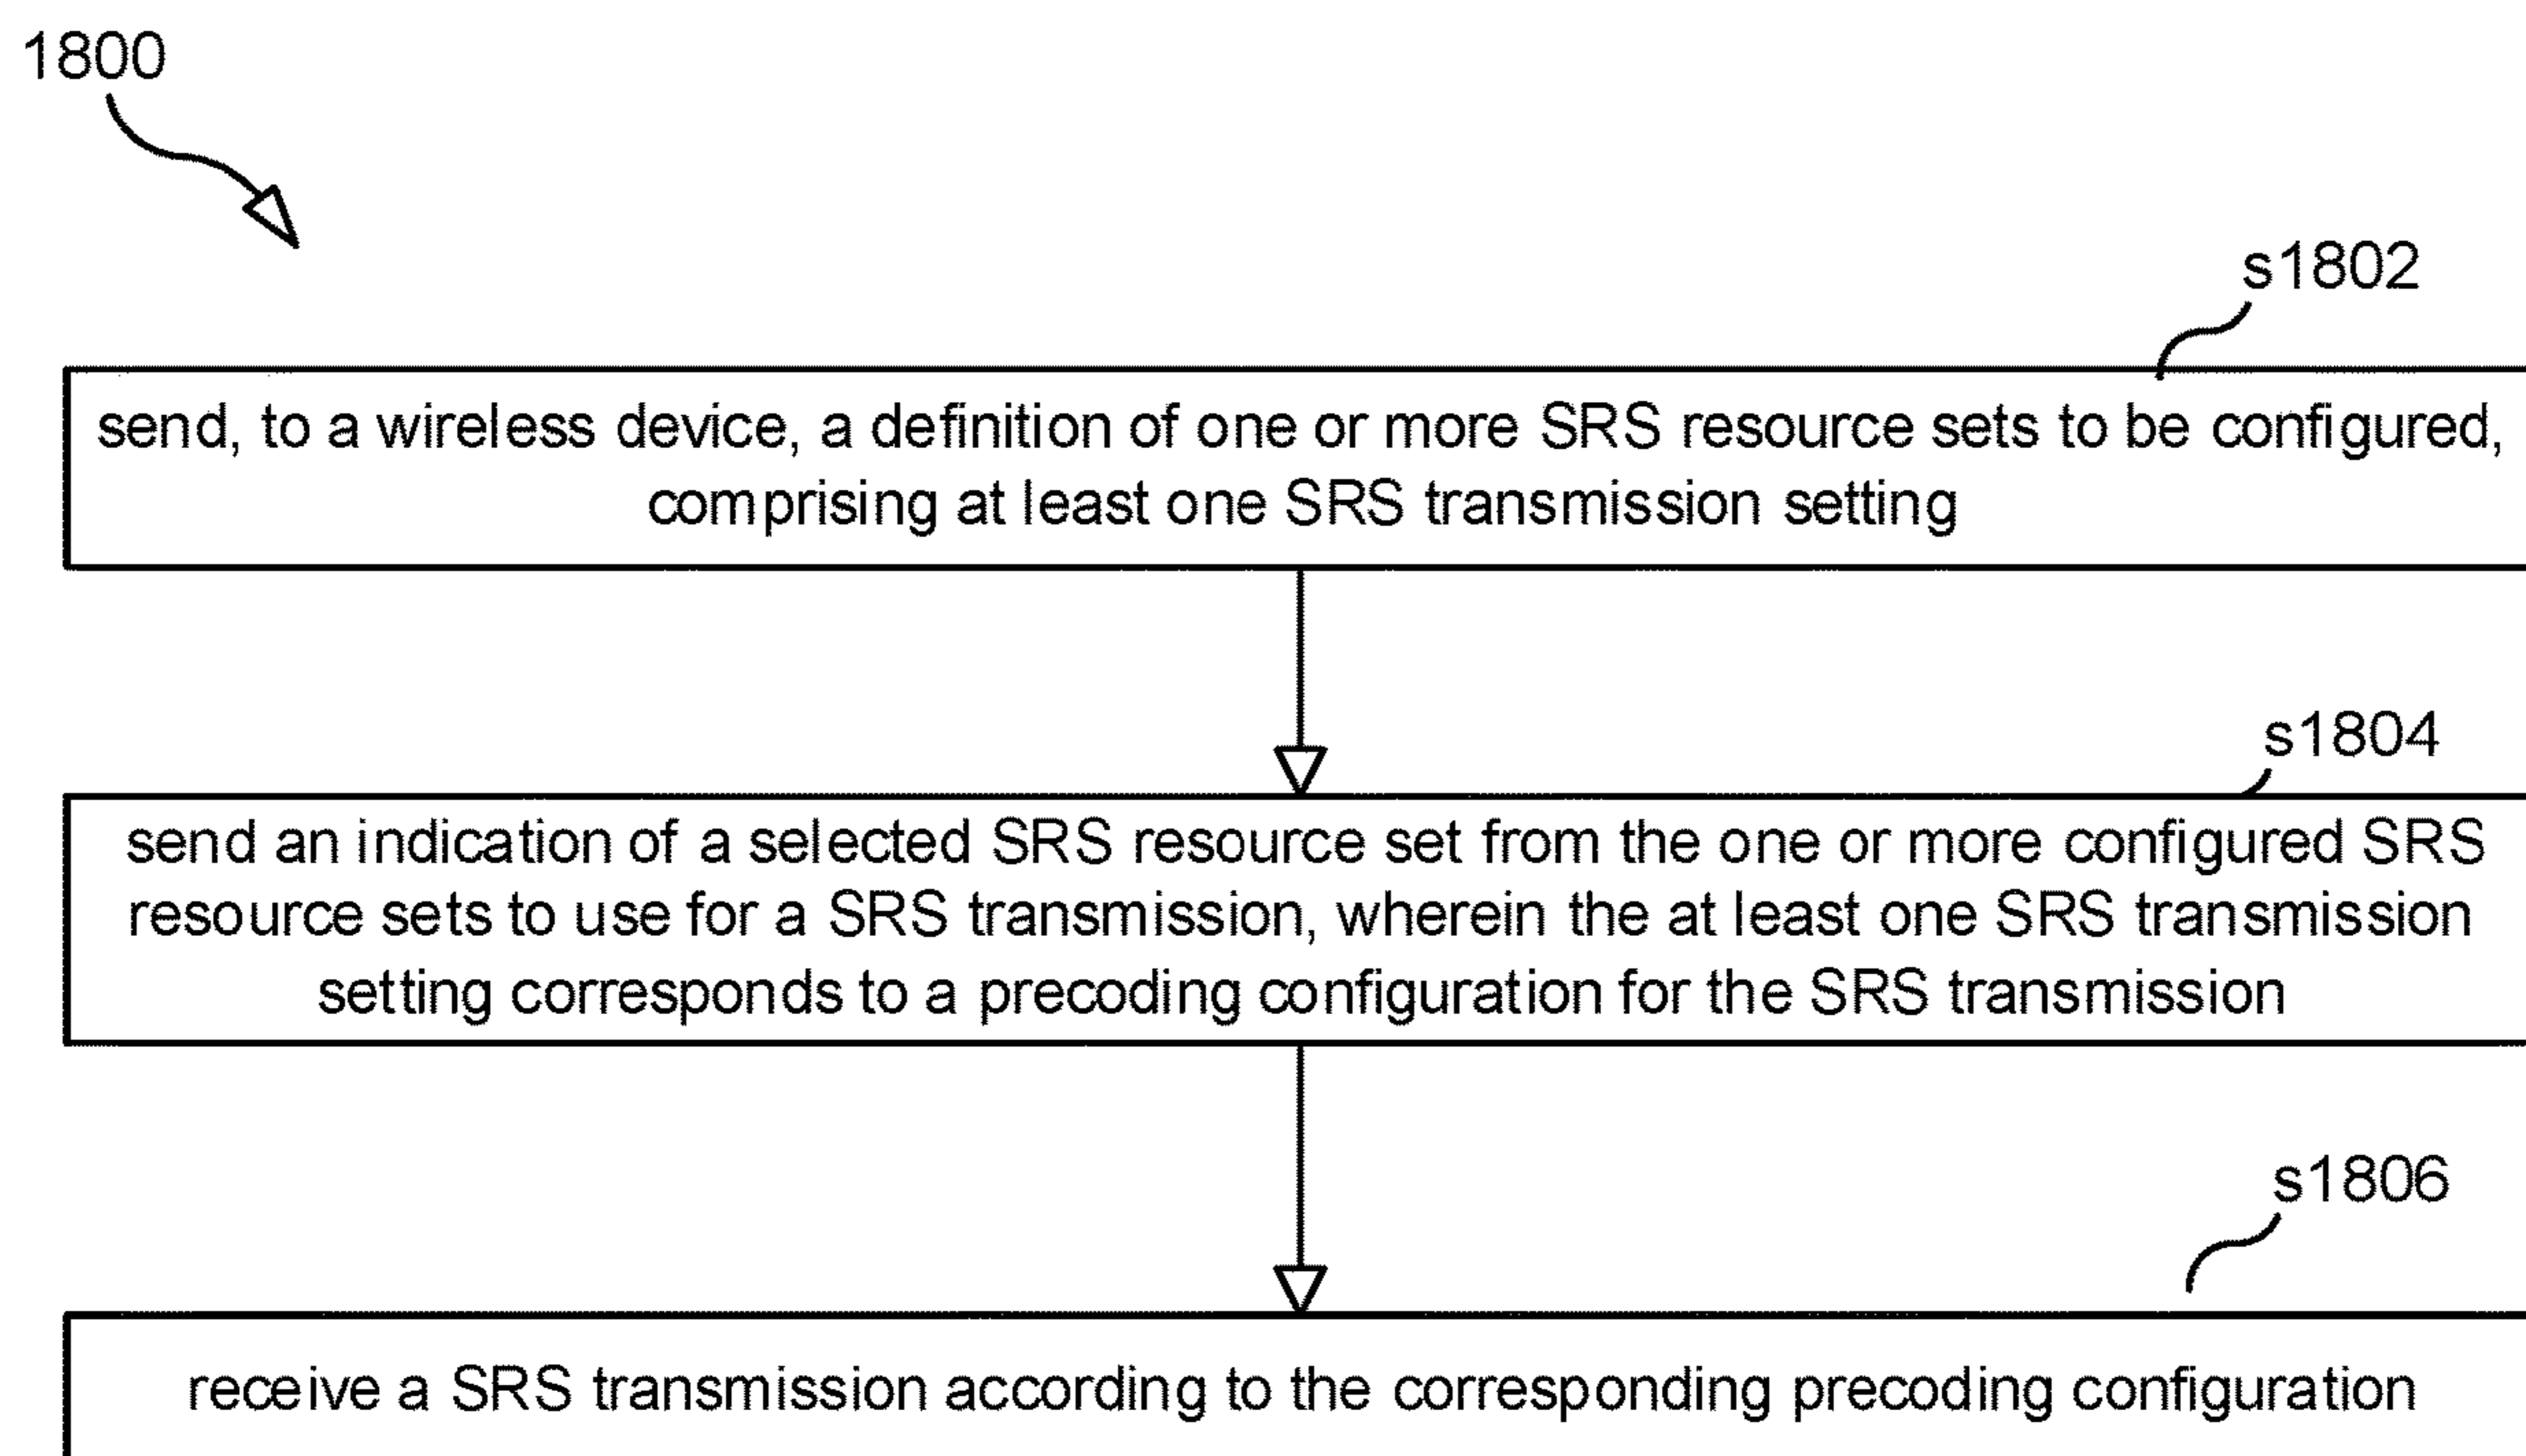 1800
s1802
send, to a wireless device, a definition of one or more SRS resource sets to be configured,
comprising at least one SRS transmission setting
s1804
send an indication of a selected SRS resource set from the one or more configured SRS
resource sets to use for a SRS transmission, wherein the at least one SRS transmission
setting corresponds to a precoding configuration for the SRS transmission
s1806
receive a SRS transmission according to the corresponding precoding configuration